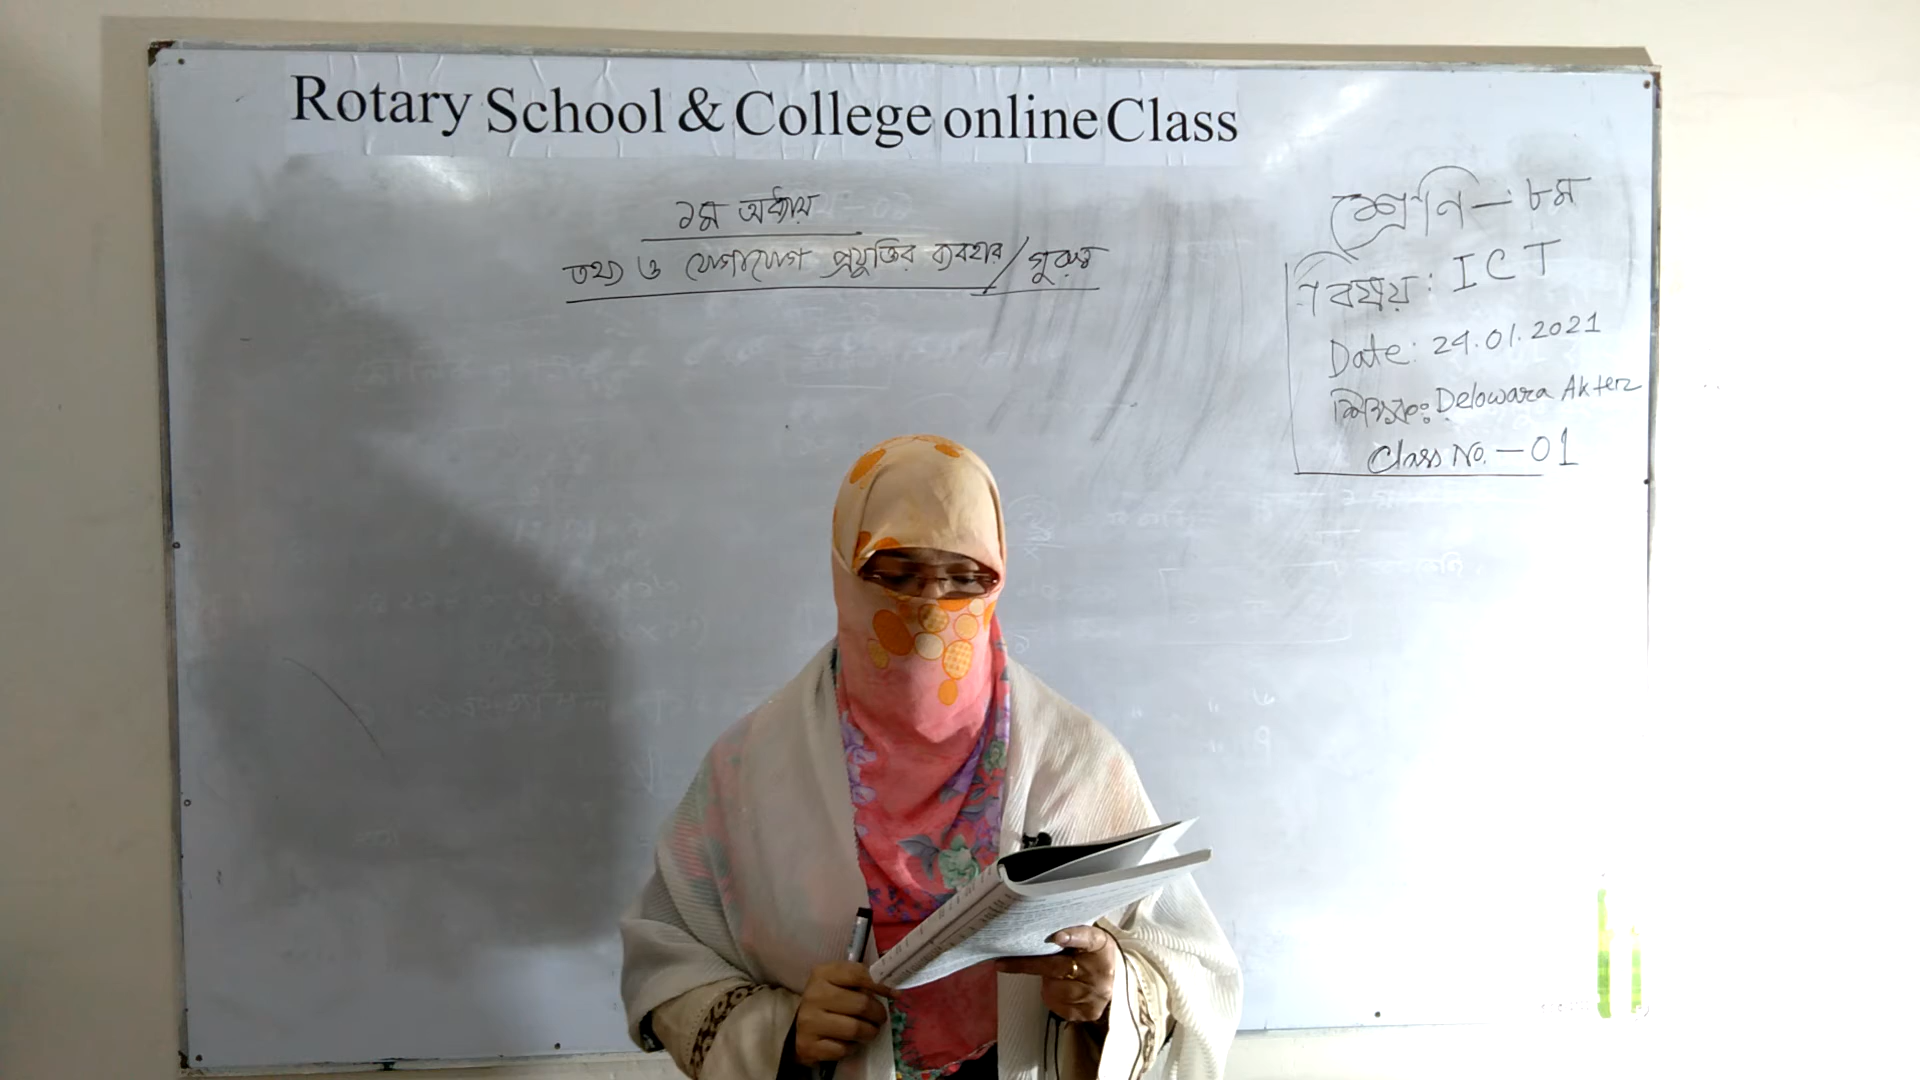 Rotary School & College online Class
১ম অধ্যায়
তথ্য ও যোগাযোগ প্রযুক্তির ব্যবহার / গুরুত্ব
শ্রেণি - ৮ম
বিষয়: ICT
Date: 24.01.2021
শিক্ষক: Delowara Akter
Class No. - 01